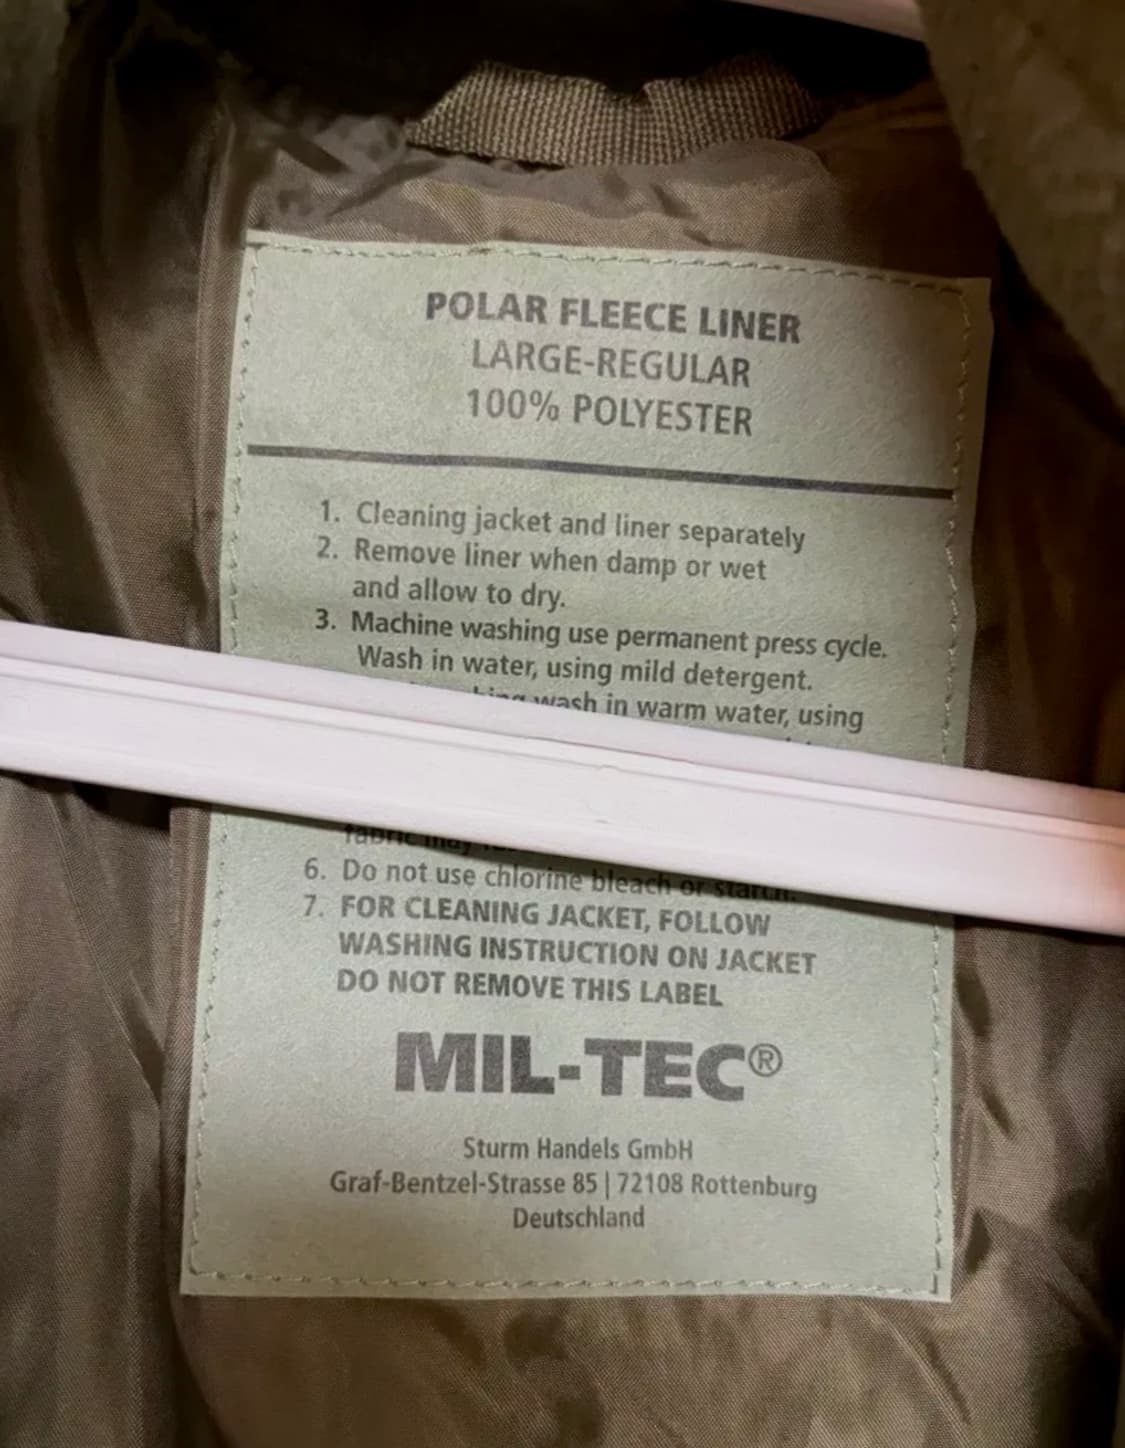 POLAR FLEECE LINER
LARGE-REGULAR
100% POLYESTER
1. Cleaning jacket and liner separately
2. Remove liner when damp or wet
and allow to dry.
3. Machine washing use permanent press cycle.
Wash in water, using mild detergent.
wash in warm water, using
fabric may
6. Do not use chlorine bleach or starch.
7. FOR CLEANING JACKET, FOLLOW
WASHING INSTRUCTION ON JACKET
DO NOT REMOVE THIS LABEL
MIL-TEC®
Sturm Handels GmbH
Graf-Bentzel-Strasse 85 | 72108 Rottenburg
Deutschland